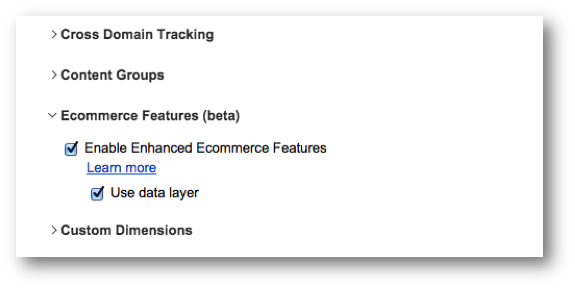 Cross Domain Tracking
Content Groups
Ecommerce Features (beta)
Enable Enhanced Ecommerce Features
Learn more
Use data layer
Custom Dimensions